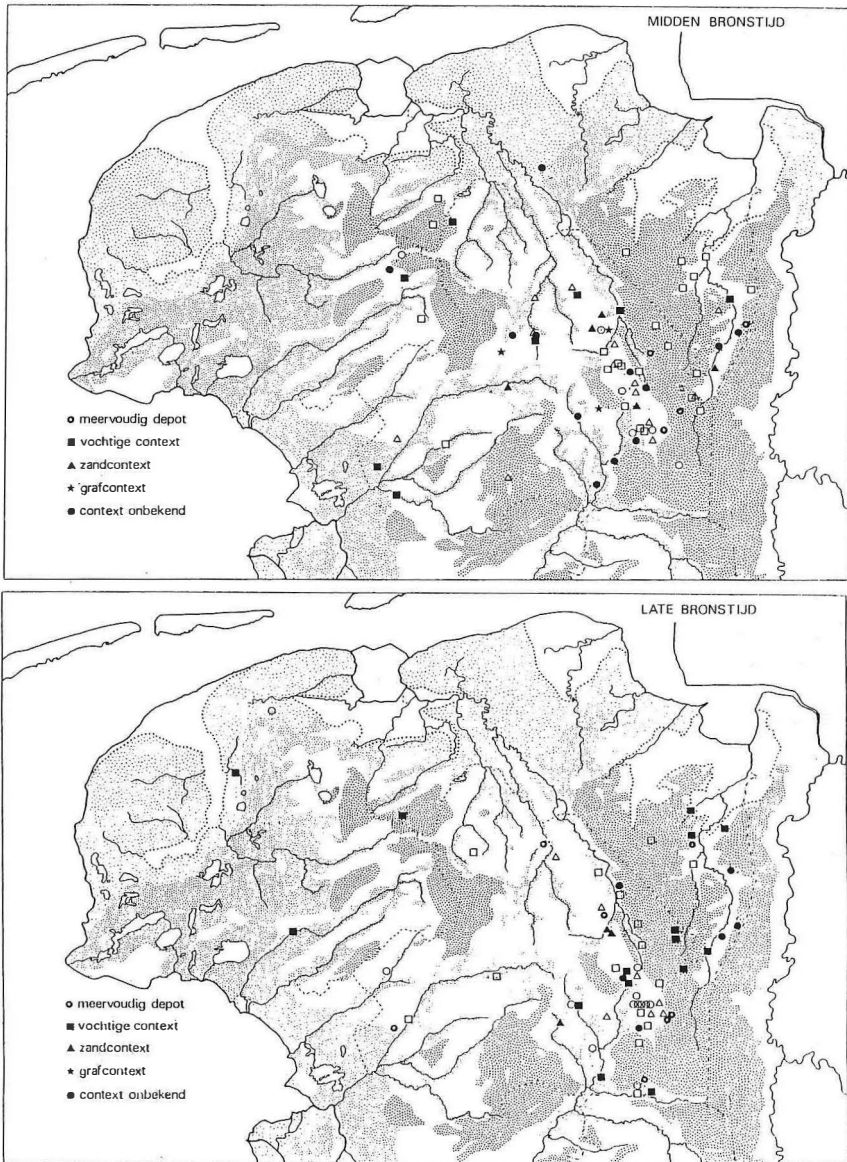 MIDDEN BRONSTIJD
meervoudig depot
vochtige context
zandcontext
grafcontext
context onbekend
LATE BRONSTIJD
meervoudig depot
vochtige context
zandcontext
grafcontext
context onbekend